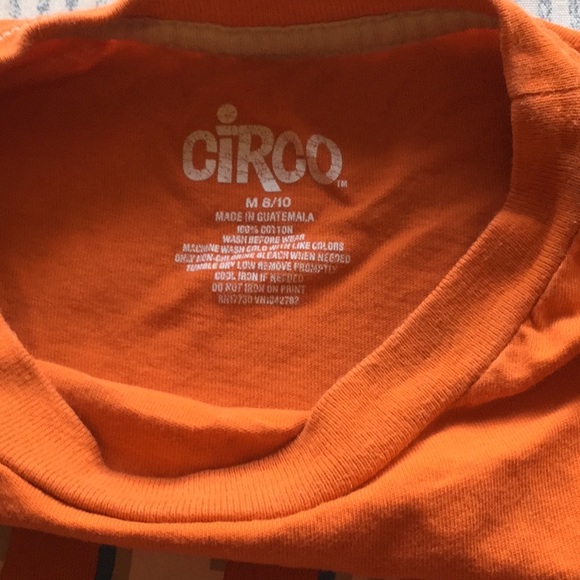 CiRCO
TM
M 8/10
MADE IN GUATEMALA
100% COTTON
WASH BEFORE WEAR
MACHINE WASH COLD WITH LIKE COLORS
ONLY NON-CHLORINE BLEACH WHEN NEEDED
TUMBLE DRY LOW REMOVE PROMPTLY
COOL IRON IF NEEDED
DO NOT IRON ON PRINT